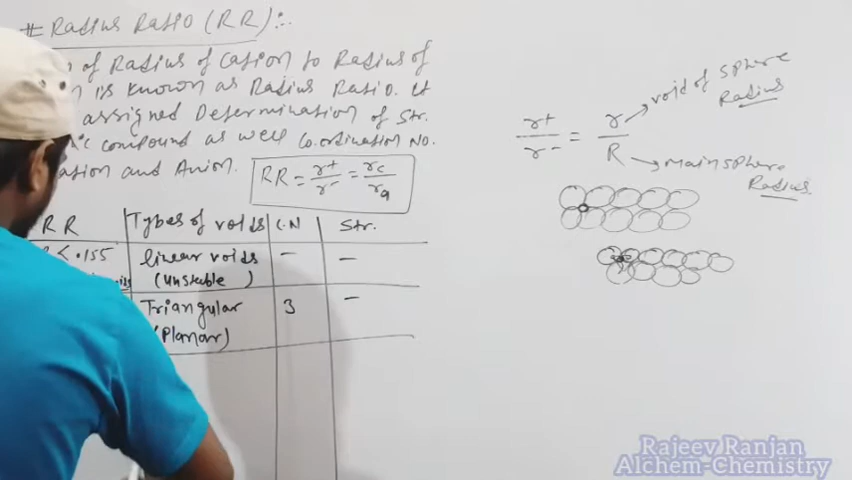 # Radius Ratio (RR):-
of Radius of Cation to Radius of
is known as Radius Ratio. It
assigned Determination of Str.
compound as well Co.ordination No.
ation and Anion.
RR = r+/r- = rc/ra
RR Types of voids C.N Str.
< .155 linear voids - -
(Unstable )
Triangular 3 -
(Planar)
r+/r- = r/R
void of sphere
Radius
main sphere
Radius.
Rajeev Ranjan
Alchem-Chemistry